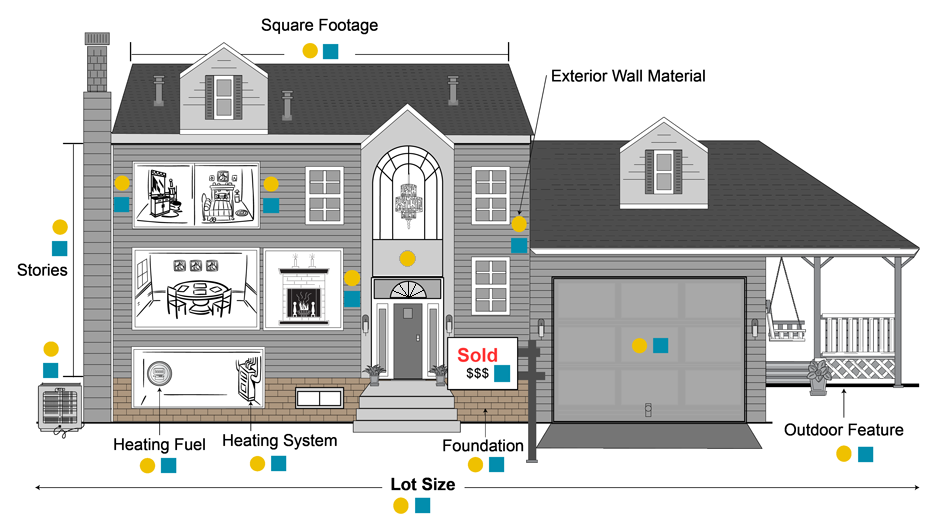 Square Footage
Exterior Wall Material
Stories
Sold
$$$
Heating Fuel
Heating System
Foundation
Outdoor Feature
Lot Size